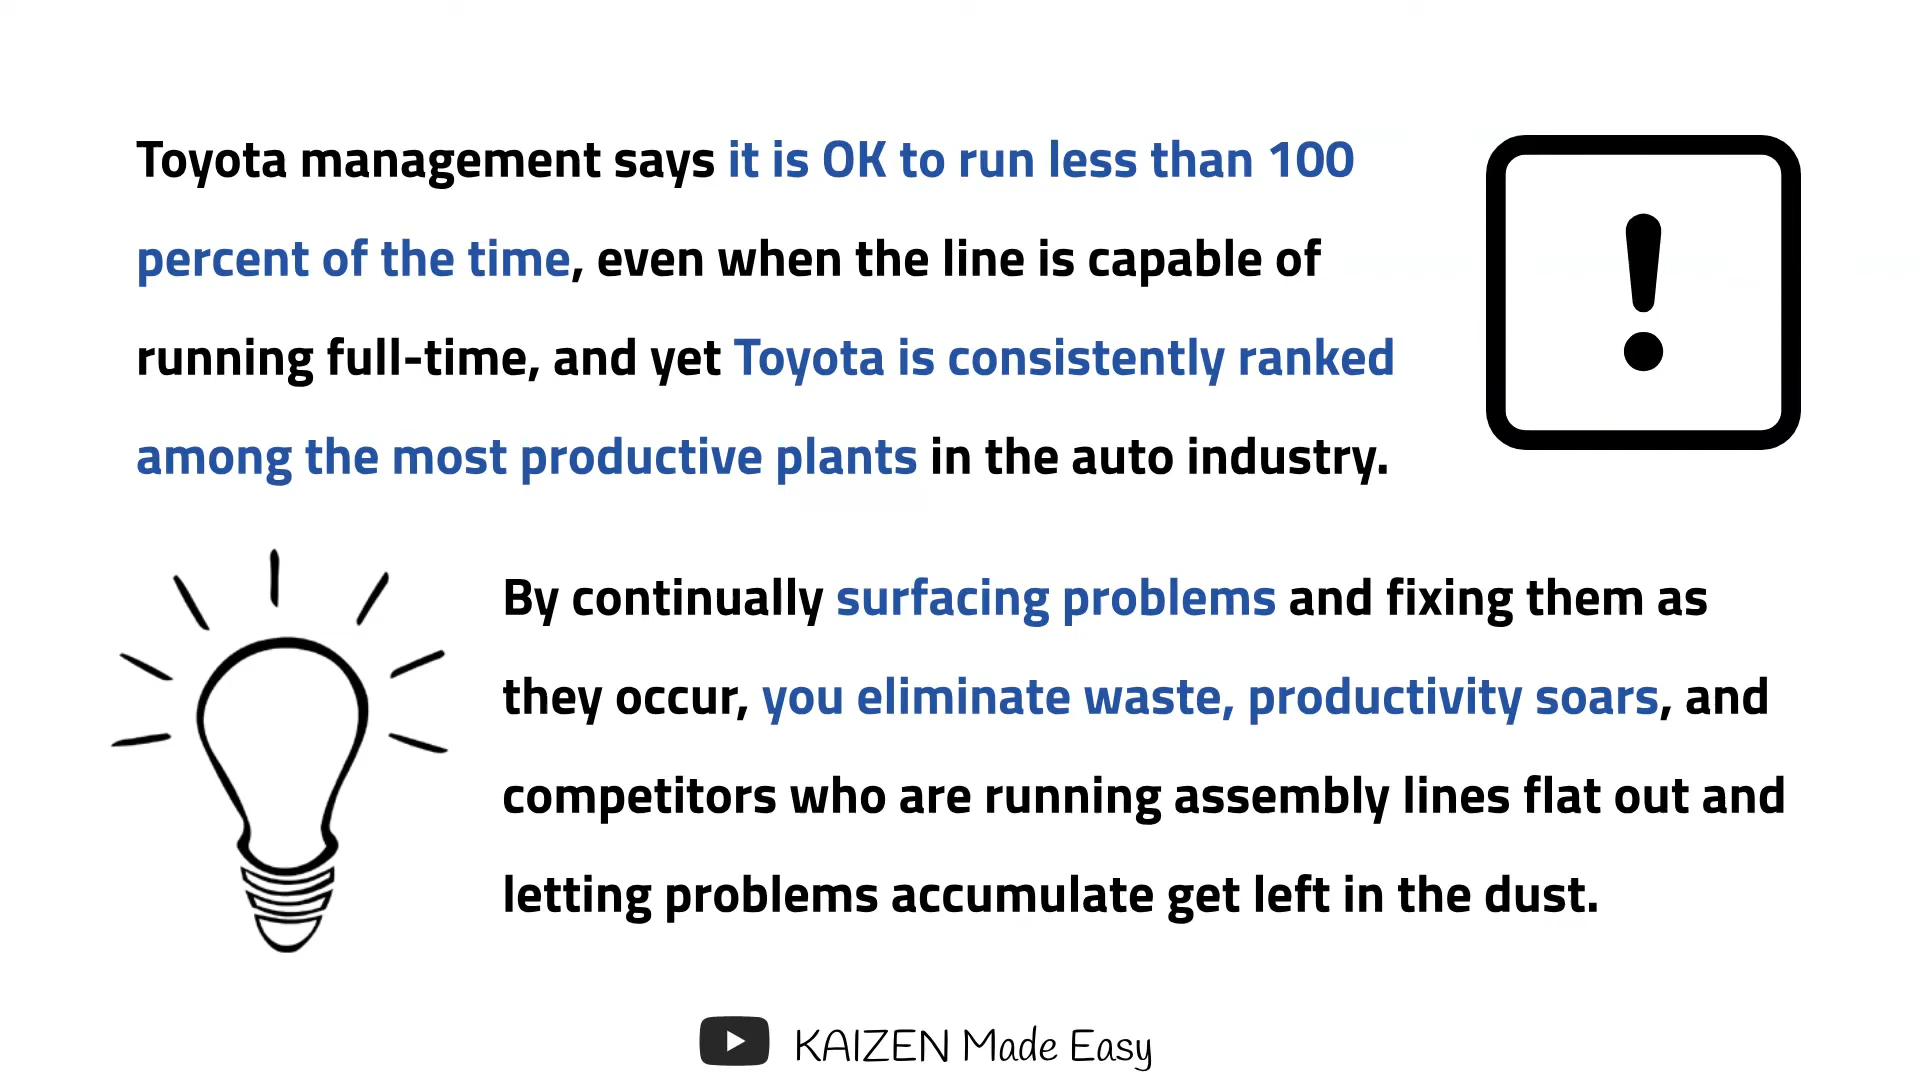 Toyota management says it is OK to run less than 100
percent of the time, even when the line is capable of
running full-time, and yet Toyota is consistently ranked
among the most productive plants in the auto industry.
By continually surfacing problems and fixing them as
they occur, you eliminate waste, productivity soars, and
competitors who are running assembly lines flat out and
letting problems accumulate get left in the dust.
KAIZEN Made Easy